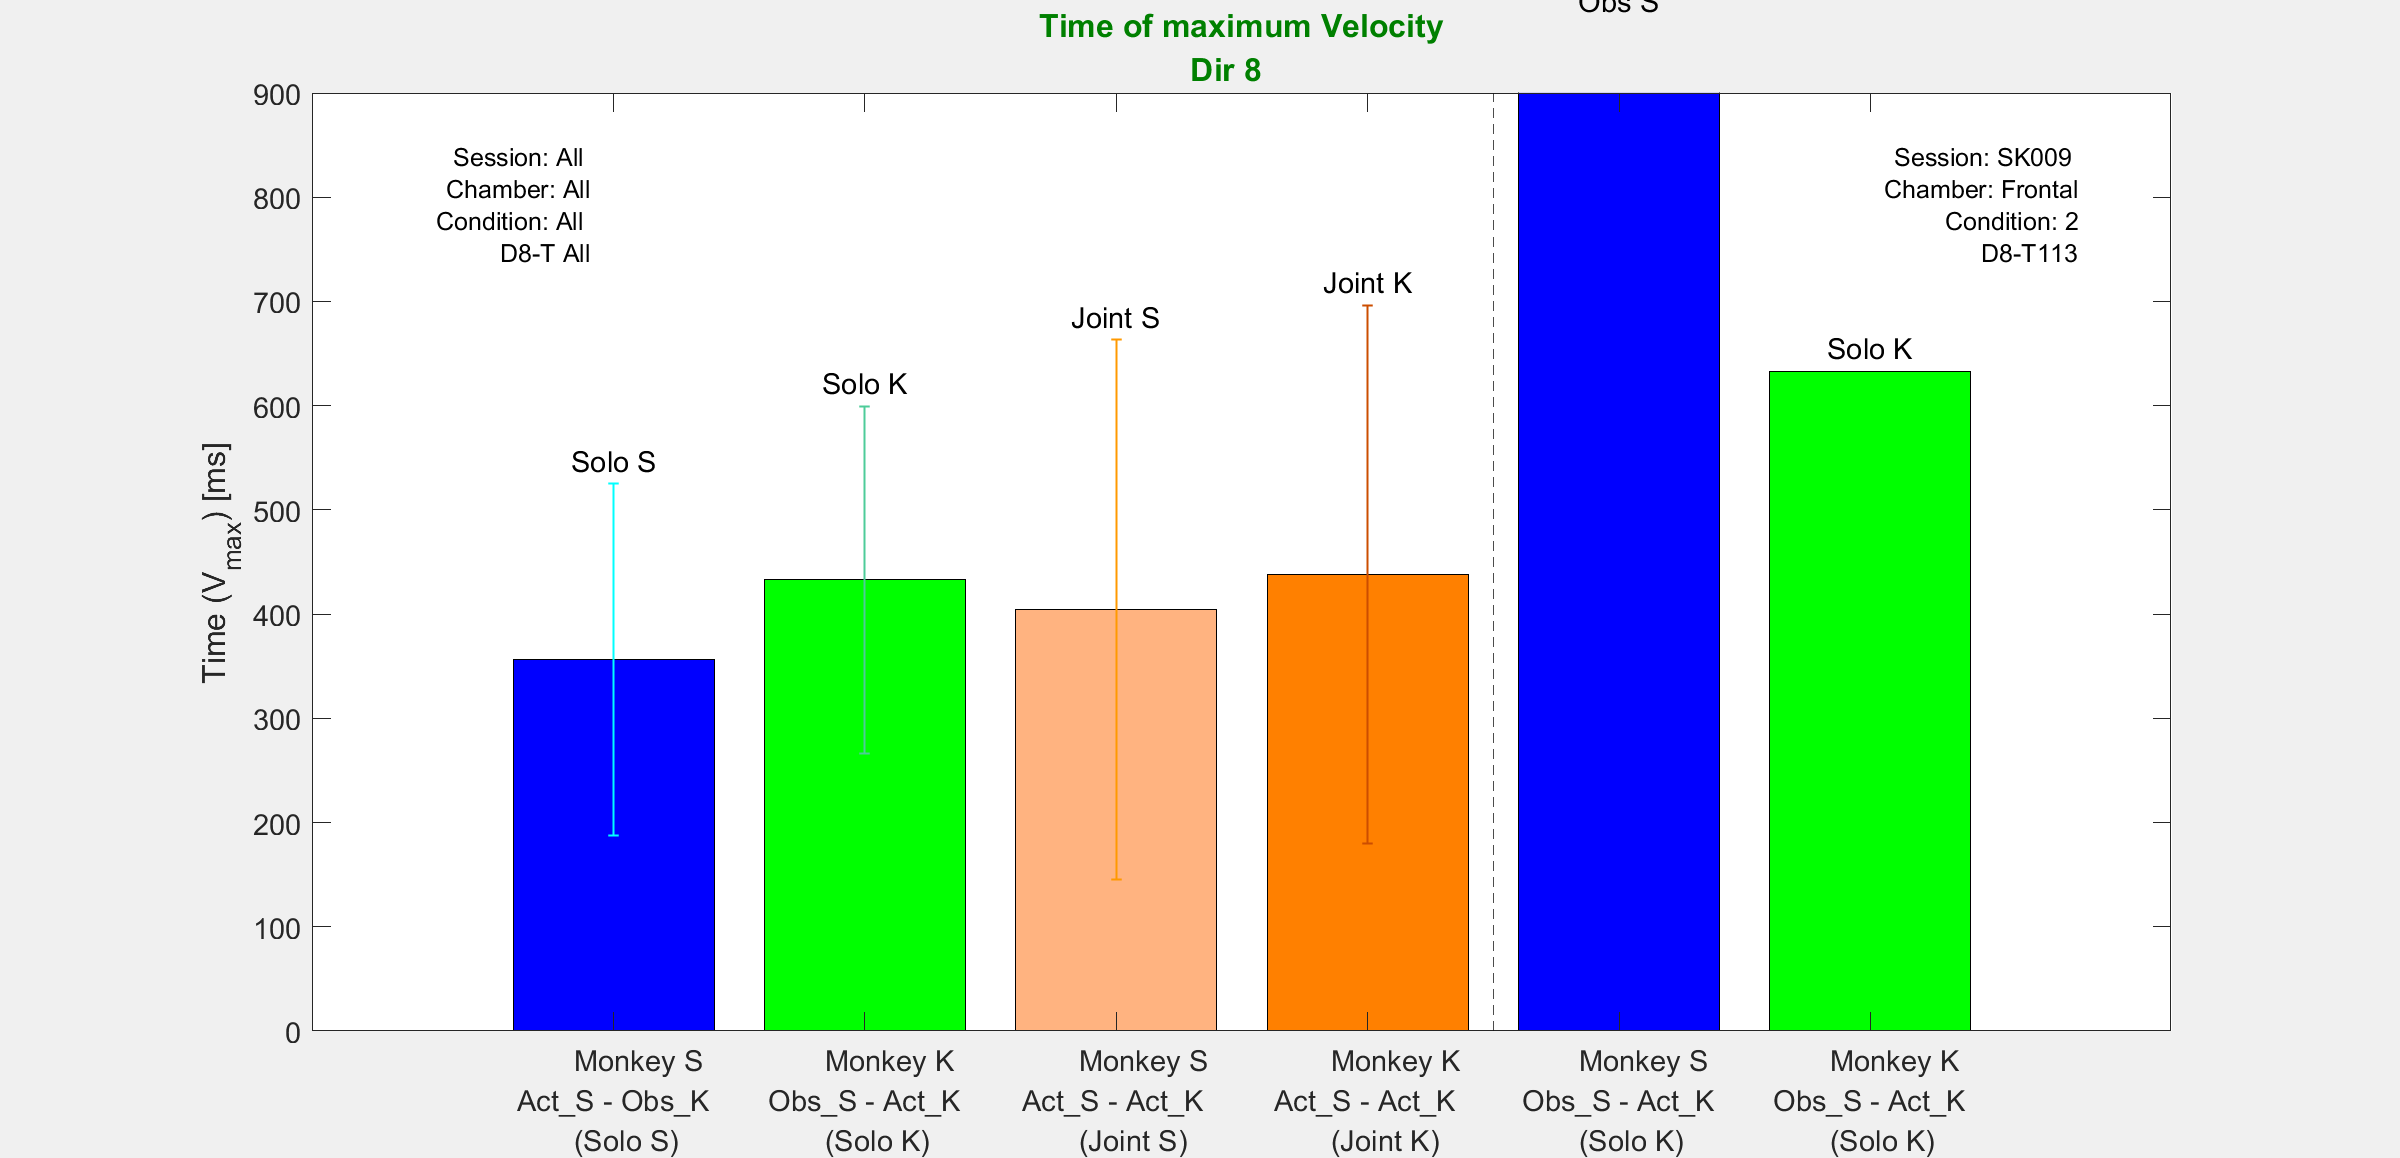 Obs S
Time of maximum Velocity
Dir 8
900
800
700
600
500
400
300
200
100
0
Time (Vmax) [ms]
Session: All
Chamber: All
Condition: All
D8-T All
Session: SK009
Chamber: Frontal
Condition: 2
D8-T113
Solo S
Solo K
Joint S
Joint K
Solo K
Monkey S
Act_S - Obs_K
(Solo S)
Monkey K
Obs_S - Act_K
(Solo K)
Monkey S
Act_S - Act_K
(Joint S)
Monkey K
Act_S - Act_K
(Joint K)
Monkey S
Obs_S - Act_K
(Solo K)
Monkey K
Obs_S - Act_K
(Solo K)